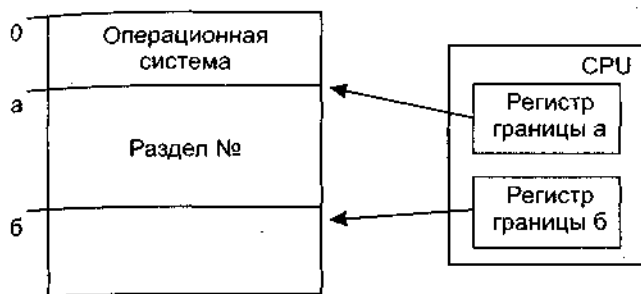 0
Операционная
система
а
Раздел №
б
CPU
Регистр
границы а
Регистр
границы б